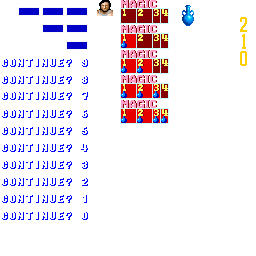 MAGIC
1 2 3 4
MAGIC
1 2 3 4
MAGIC
1 2 3 4
MAGIC
1 2 3 4
MAGIC
1 2 3 4
2
1
0
CONTINUE? 9
CONTINUE? 8
CONTINUE? 7
CONTINUE? 6
CONTINUE? 5
CONTINUE? 4
CONTINUE? 3
CONTINUE? 2
CONTINUE? 1
CONTINUE? 0